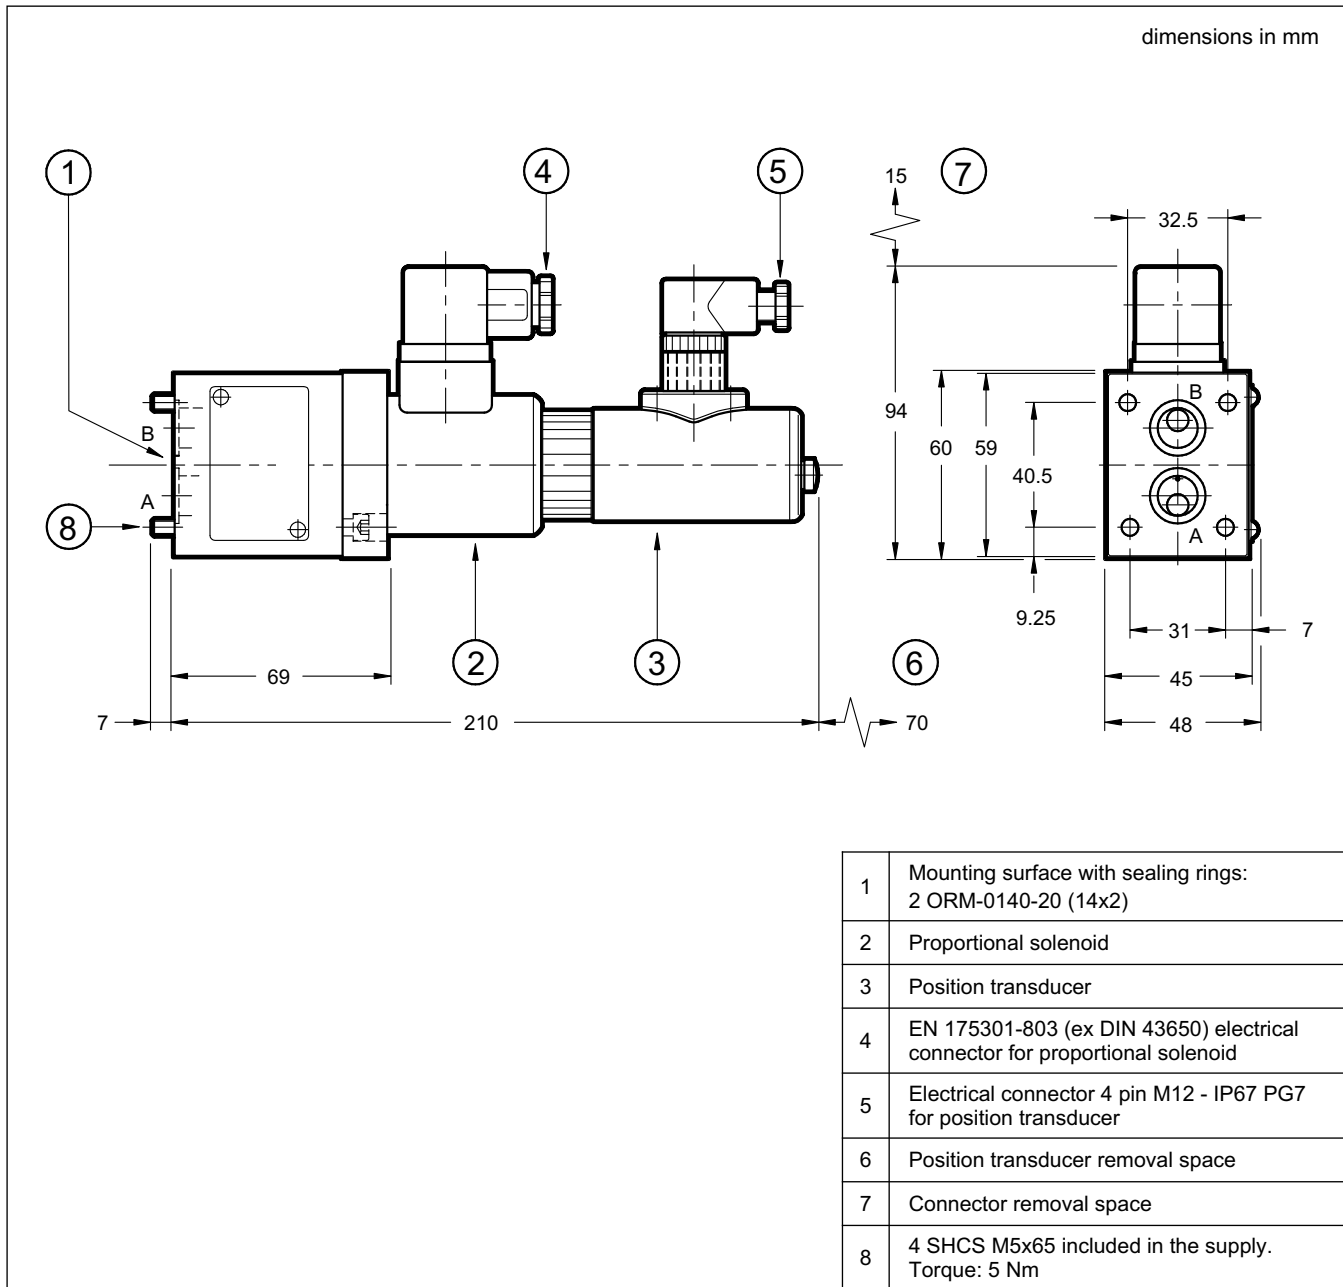 dimensions in mm
1
4
5
15
7
32.5
B
B
94
60
59
40.5
A
8
A
9.25
31
7
2
3
6
69
45
7
210
70
48
1
Mounting surface with sealing rings:
2 ORM-0140-20 (14x2)
2
Proportional solenoid
3
Position transducer
4
EN 175301-803 (ex DIN 43650) electrical
connector for proportional solenoid
5
Electrical connector 4 pin M12 - IP67 PG7
for position transducer
6
Position transducer removal space
7
Connector removal space
8
4 SHCS M5x65 included in the supply.
Torque: 5 Nm